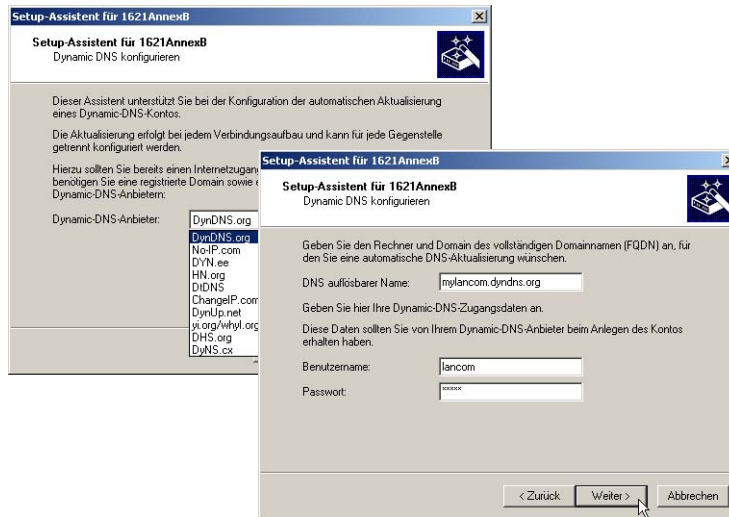 Setup-Assistent für 1621AnnexB
Setup-Assistent für 1621AnnexB
Dynamic DNS konfigurieren
Dieser Assistent unterstützt Sie bei der Konfiguration der automatischen Aktualisierung
eines Dynamic-DNS-Kontos.
Die Aktualisierung erfolgt bei jedem Verbindungsaufbau und kann für jede Gegenstelle
getrennt konfiguriert werden.
Hierzu sollten Sie bereits einen
benötigen Sie eine registrierte Domain sowie
Dynamic-DNS-Anbietern:
Dynamic-DNS-Anbieter: DynDNS.org
DynDNS.org
No-IP.com
DYN.ee
HN.org
DtDNS
ChangeIP.com
DynUp.net
yi.org/whyl.org
DHS.org
DyNS.cx
Setup-Assistent für 1621AnnexB
Setup-Assistent für 1621AnnexB
Dynamic DNS konfigurieren
Geben Sie den Rechner und Domain des vollständigen Domainnamen (FQDN) an, für
den Sie eine automatische DNS-Aktualisierung wünschen.
DNS auflösbarer Name: mylancom.dyndns.org
Geben Sie hier Ihre Dynamic-DNS-Zugangsdaten an.
Diese Daten sollten Sie von Ihrem Dynamic-DNS-Anbieter beim Anlegen des Kontos
erhalten haben.
Benutzername: lancom
Passwort: *****
< Zurück Weiter > Abbrechen